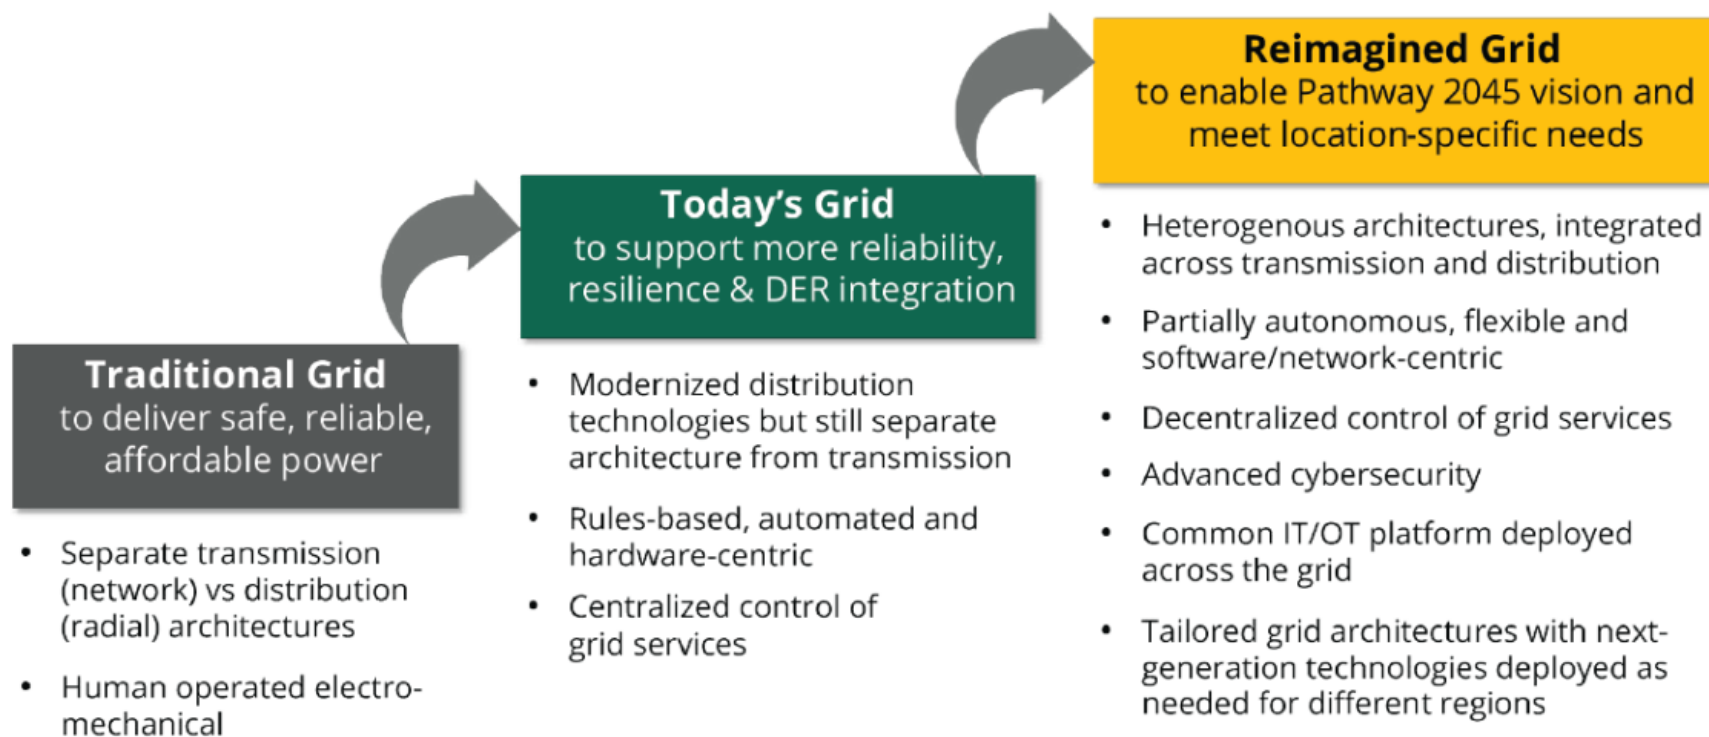 Traditional Grid
to deliver safe, reliable,
affordable power
• Separate transmission
(network) vs distribution
(radial) architectures
• Human operated electro-
mechanical
Today's Grid
to support more reliability,
resilience & DER integration
• Modernized distribution
technologies but still separate
architecture from transmission
• Rules-based, automated and
hardware-centric
• Centralized control of
grid services
Reimagined Grid
to enable Pathway 2045 vision and
meet location-specific needs
• Heterogenous architectures, integrated
across transmission and distribution
• Partially autonomous, flexible and
software/network-centric
• Decentralized control of grid services
• Advanced cybersecurity
• Common IT/OT platform deployed
across the grid
• Tailored grid architectures with next-
generation technologies deployed as
needed for different regions